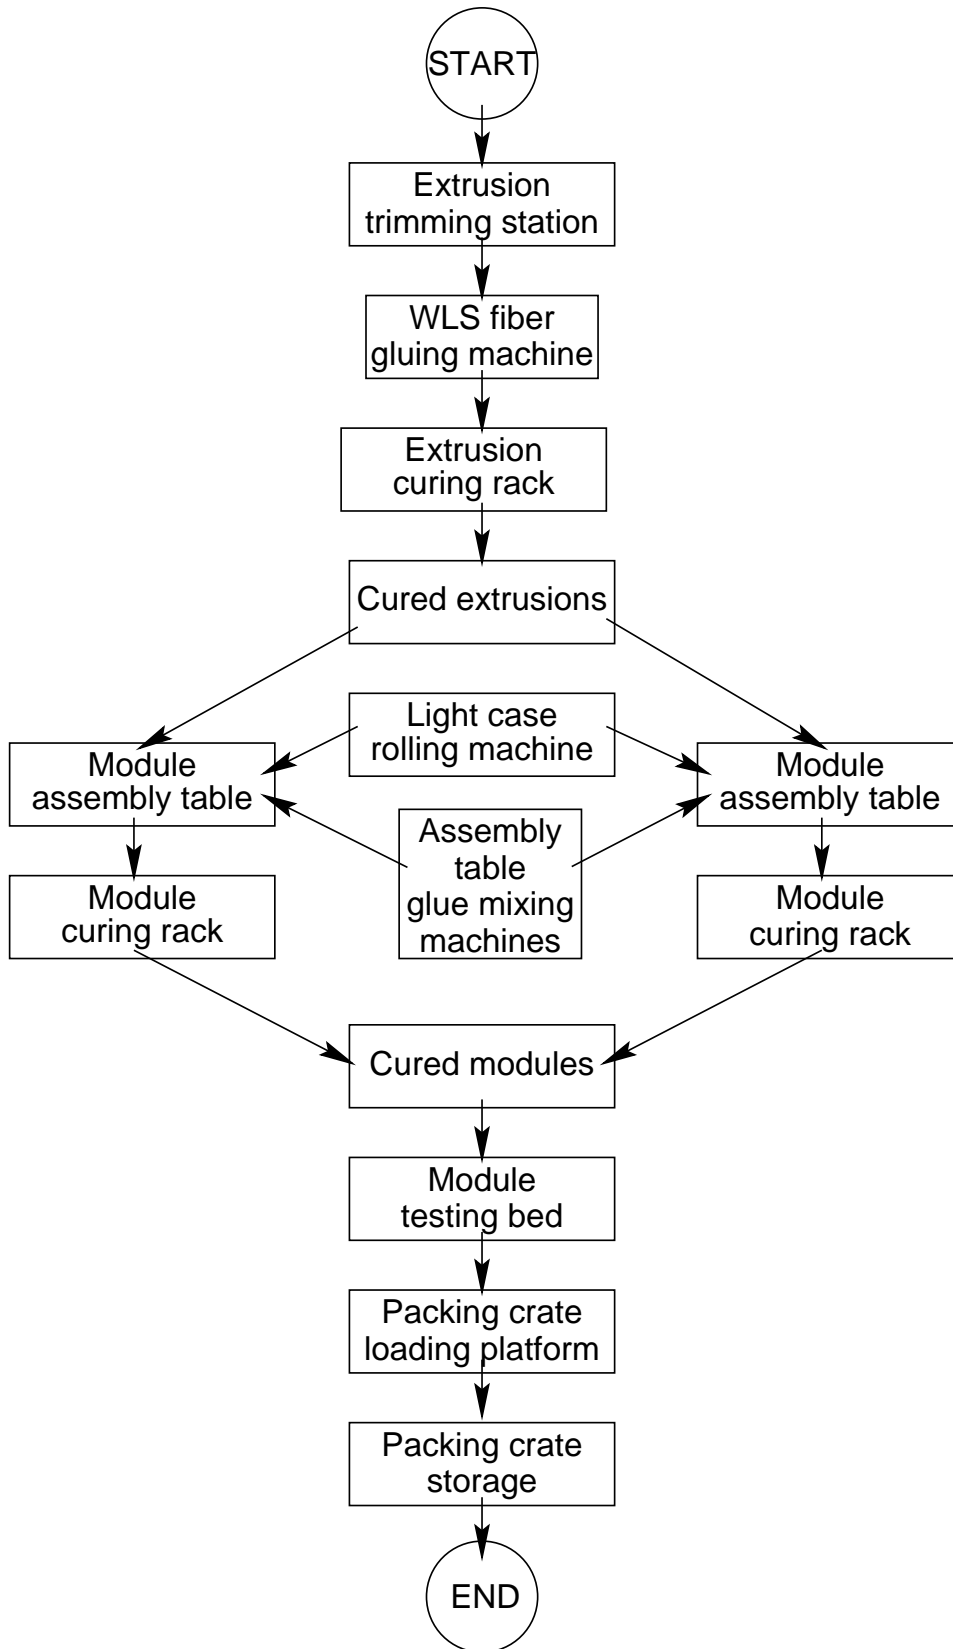 START
Extrusion
trimming station
WLS fiber
gluing machine
Extrusion
curing rack
Cured extrusions
Light case
rolling machine
Module
assembly table
Module
assembly table
Assembly
table
glue mixing
machines
Module
curing rack
Module
curing rack
Cured modules
Module
testing bed
Packing crate
loading platform
Packing crate
storage
END